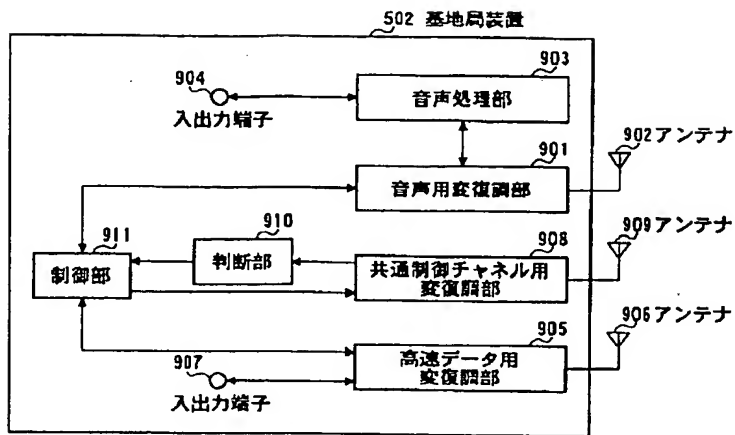 502 基地局装置
903
904
音声処理部
入出力端子
901
902 アンテナ
音声用変復調部
911
910
908
909 アンテナ
制御部
判断部
共通制御チャネル用
変復調部
905
906 アンテナ
907
高速データ用
変復調部
入出力端子